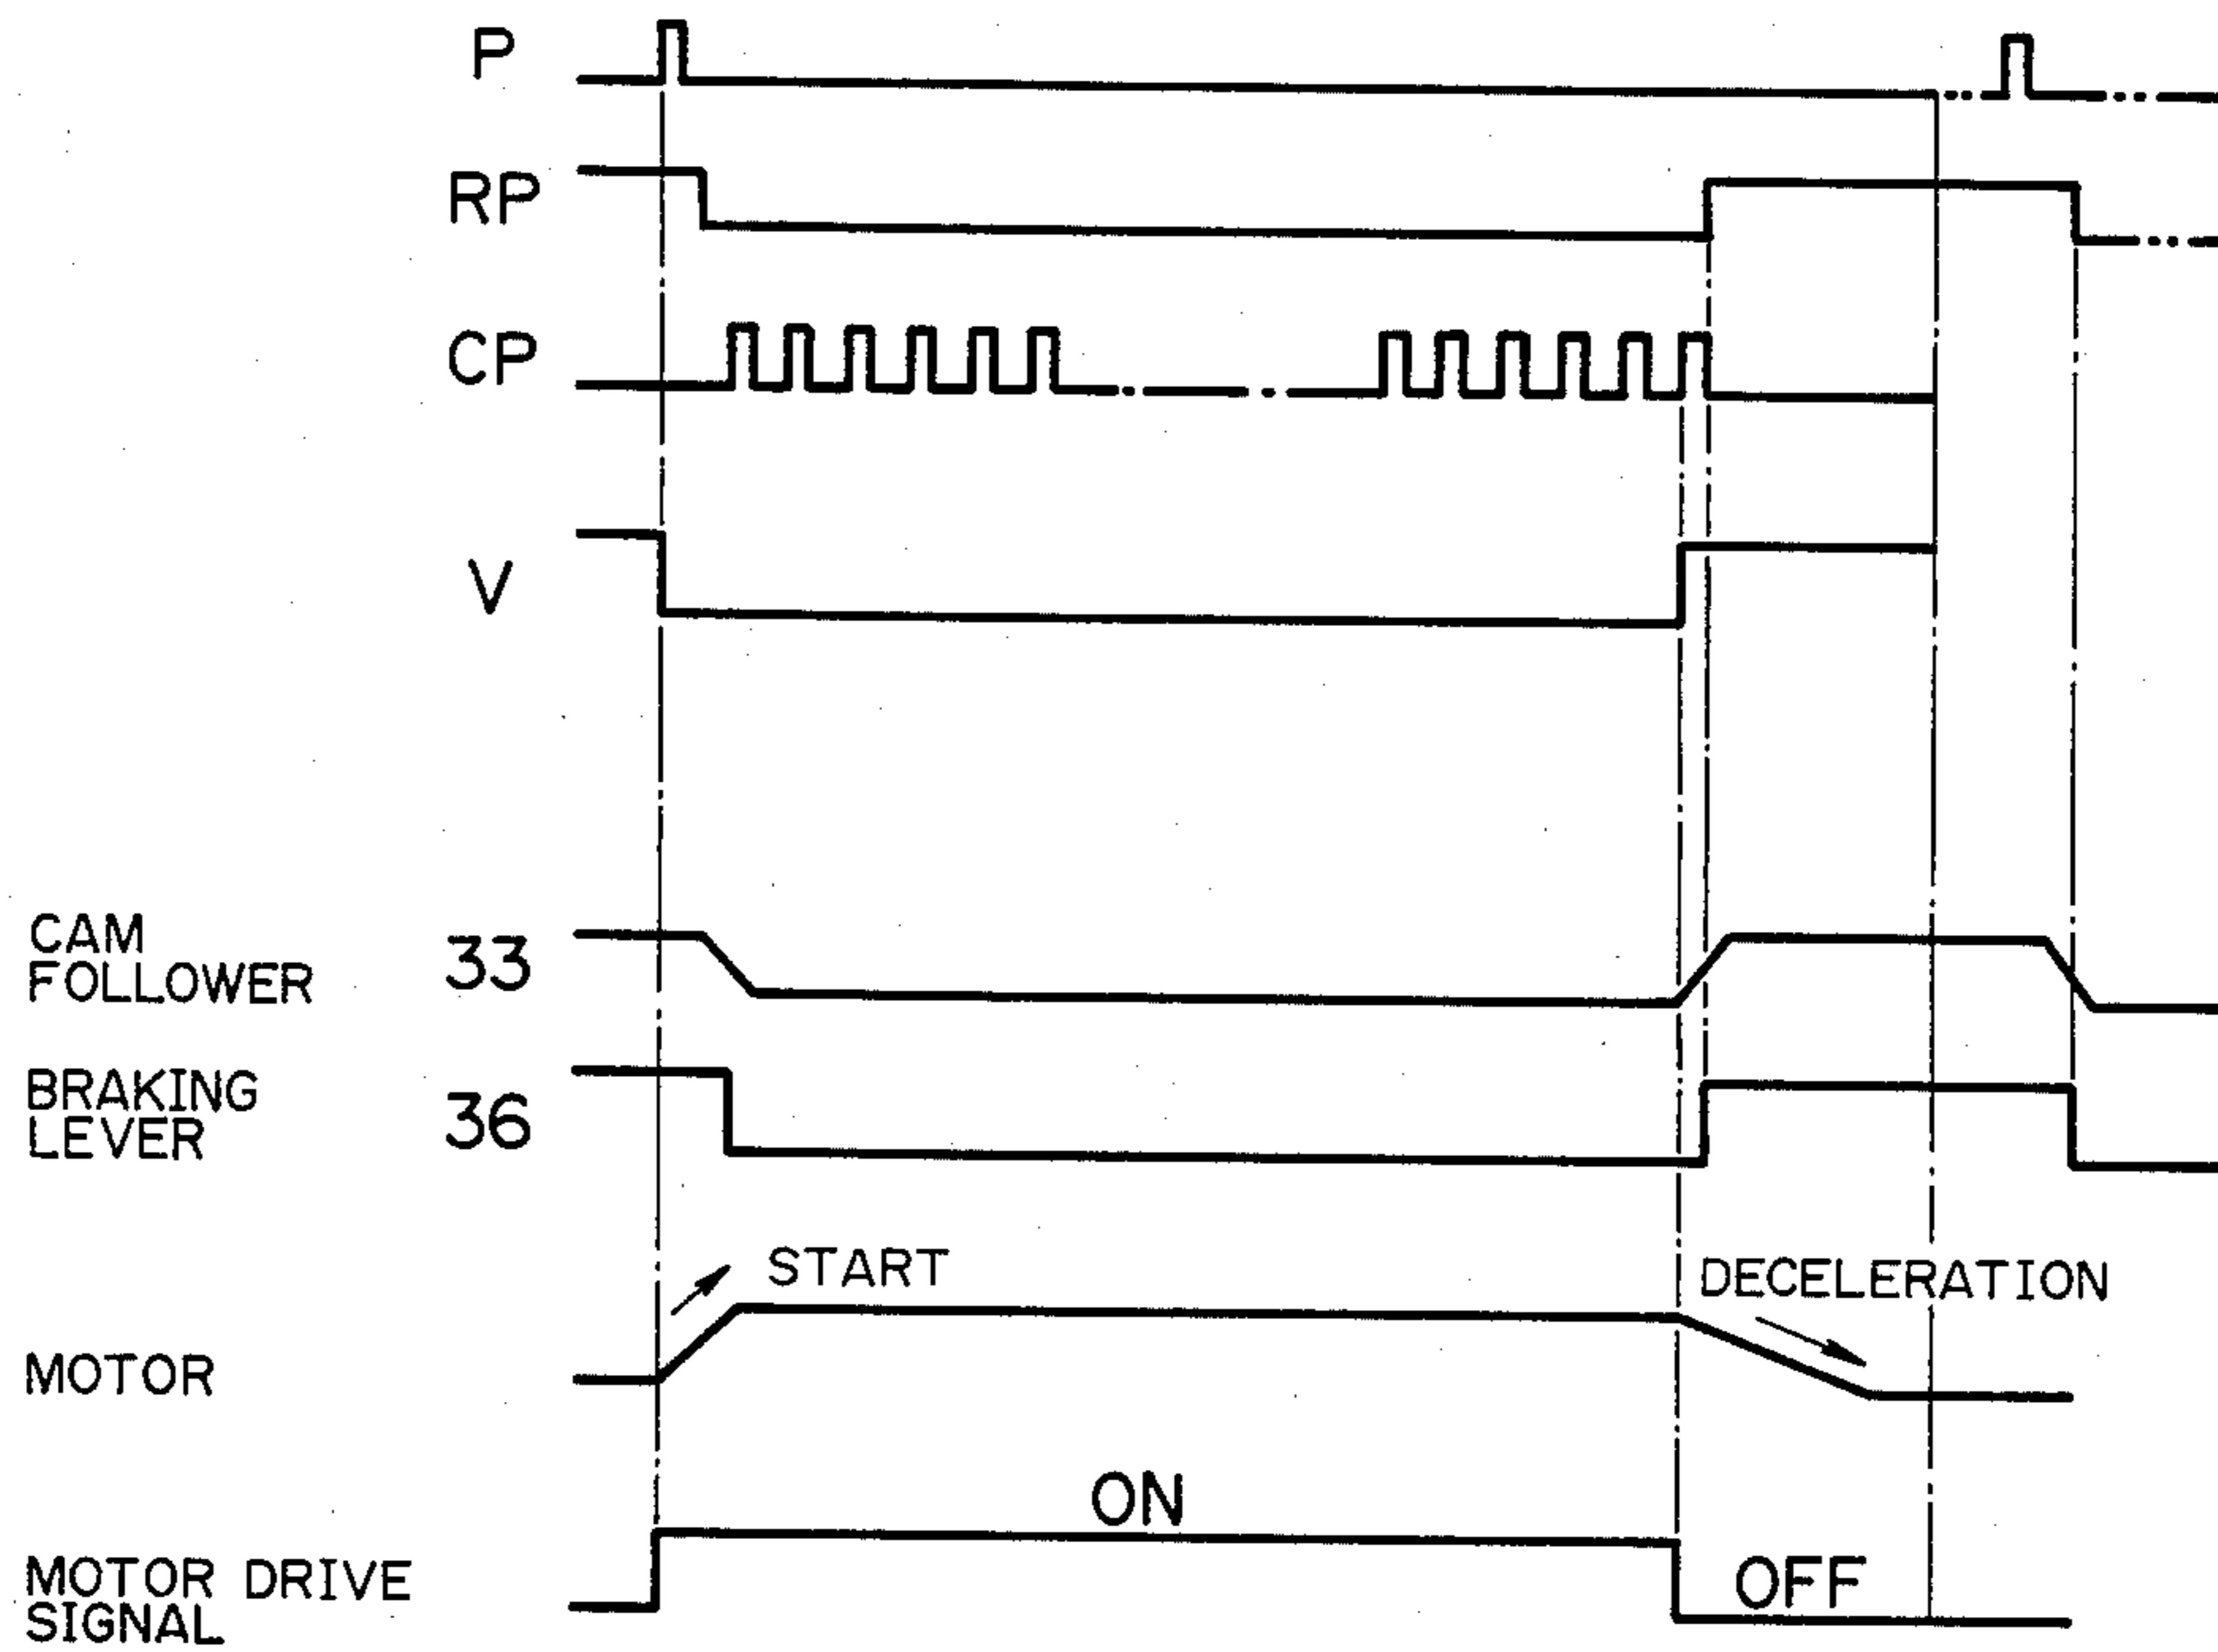 P
RP
CP
V
CAM
FOLLOWER 33
BRAKING
LEVER 36
START
DECELERATION
MOTOR
ON
MOTOR DRIVE
SIGNAL
OFF